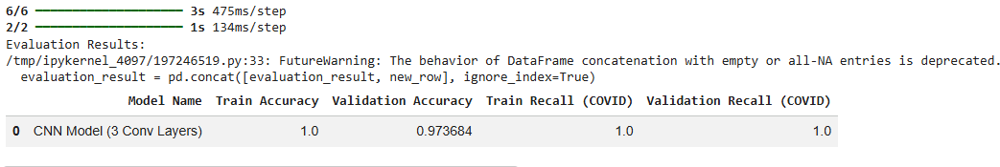 6/6 ━━━━━━━━━━━━━━━━━━━━ 3s 475ms/step
2/2 ━━━━━━━━━━━━━━━━━━━━ 1s 134ms/step
Evaluation Results:
/tmp/ipykernel_4097/197246519.py:33: FutureWarning: The behavior of DataFrame concatenation with empty or all-NA entries is deprecated.
  evaluation_result = pd.concat([evaluation_result, new_row], ignore_index=True)
Model Name Train Accuracy Validation Accuracy Train Recall (COVID) Validation Recall (COVID)
0 CNN Model (3 Conv Layers) 1.0 0.973684 1.0 1.0